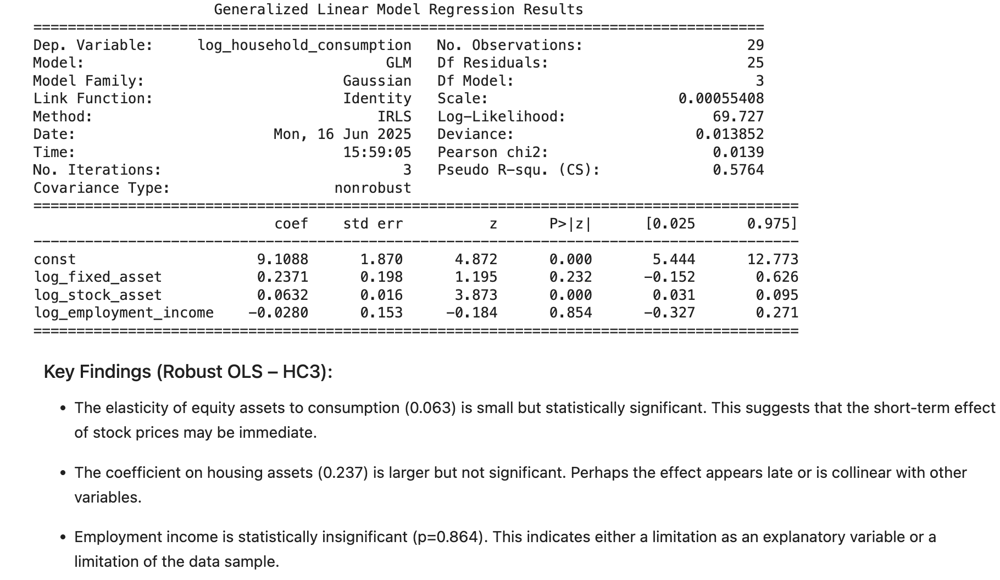 Generalized Linear Model Regression Results
==============================================================================
Dep. Variable: log_household_consumption No. Observations: 29
Model: GLM Df Residuals: 25
Model Family: Gaussian Df Model: 3
Link Function: Identity Scale: 0.00055408
Method: IRLS Log-Likelihood: 69.727
Date: Mon, 16 Jun 2025 Deviance: 0.013852
Time: 15:59:05 Pearson chi2: 0.0139
No. Iterations: 3 Pseudo R-squ. (CS): 0.5764
Covariance Type: nonrobust
==============================================================================
coef std err z P>|z| [0.025 0.975]
------------------------------------------------------------------------------
const 9.1088 1.870 4.872 0.000 5.444 12.773
log_fixed_asset 0.2371 0.198 1.195 0.232 -0.152 0.626
log_stock_asset 0.0632 0.016 3.873 0.000 0.031 0.095
log_employment_income -0.0280 0.153 -0.184 0.854 -0.327 0.271
==============================================================================
Key Findings (Robust OLS – HC3):
• The elasticity of equity assets to consumption (0.063) is small but statistically significant. This suggests that the short-term effect
of stock prices may be immediate.
• The coefficient on housing assets (0.237) is larger but not significant. Perhaps the effect appears late or is collinear with other
variables.
• Employment income is statistically insignificant (p=0.864). This indicates either a limitation as an explanatory variable or a
limitation of the data sample.